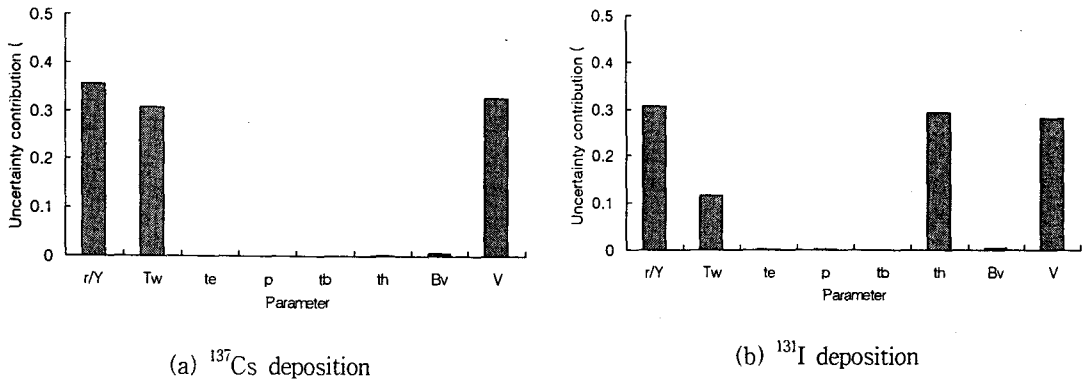 Uncertainty contribution (
0.5
0.4
0.3
0.2
0.1
0
r/Y Tw te p tb th Bv V
Parameter
(a) ¹³⁷Cs deposition
Uncertainty contribution (
0.5
0.4
0.3
0.2
0.1
0
r/Y Tw te p tb th Bv V
Parameter
(b) ¹³¹I deposition